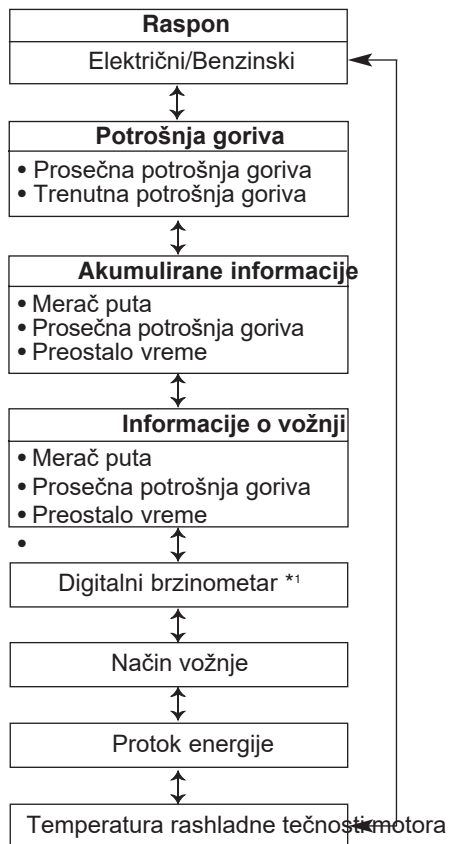 Raspon
Električni/Benzinski
Potrošnja goriva
• Prosečna potrošnja goriva
• Trenutna potrošnja goriva
Akumulirane informacije
• Merač puta
• Prosečna potrošnja goriva
• Preostalo vreme
Informacije o vožnji
• Merač puta
• Prosečna potrošnja goriva
• Preostalo vreme
•
Digitalni brzinometar *1
Način vožnje
Protok energije
Temperatura rashladne tečnosti motora